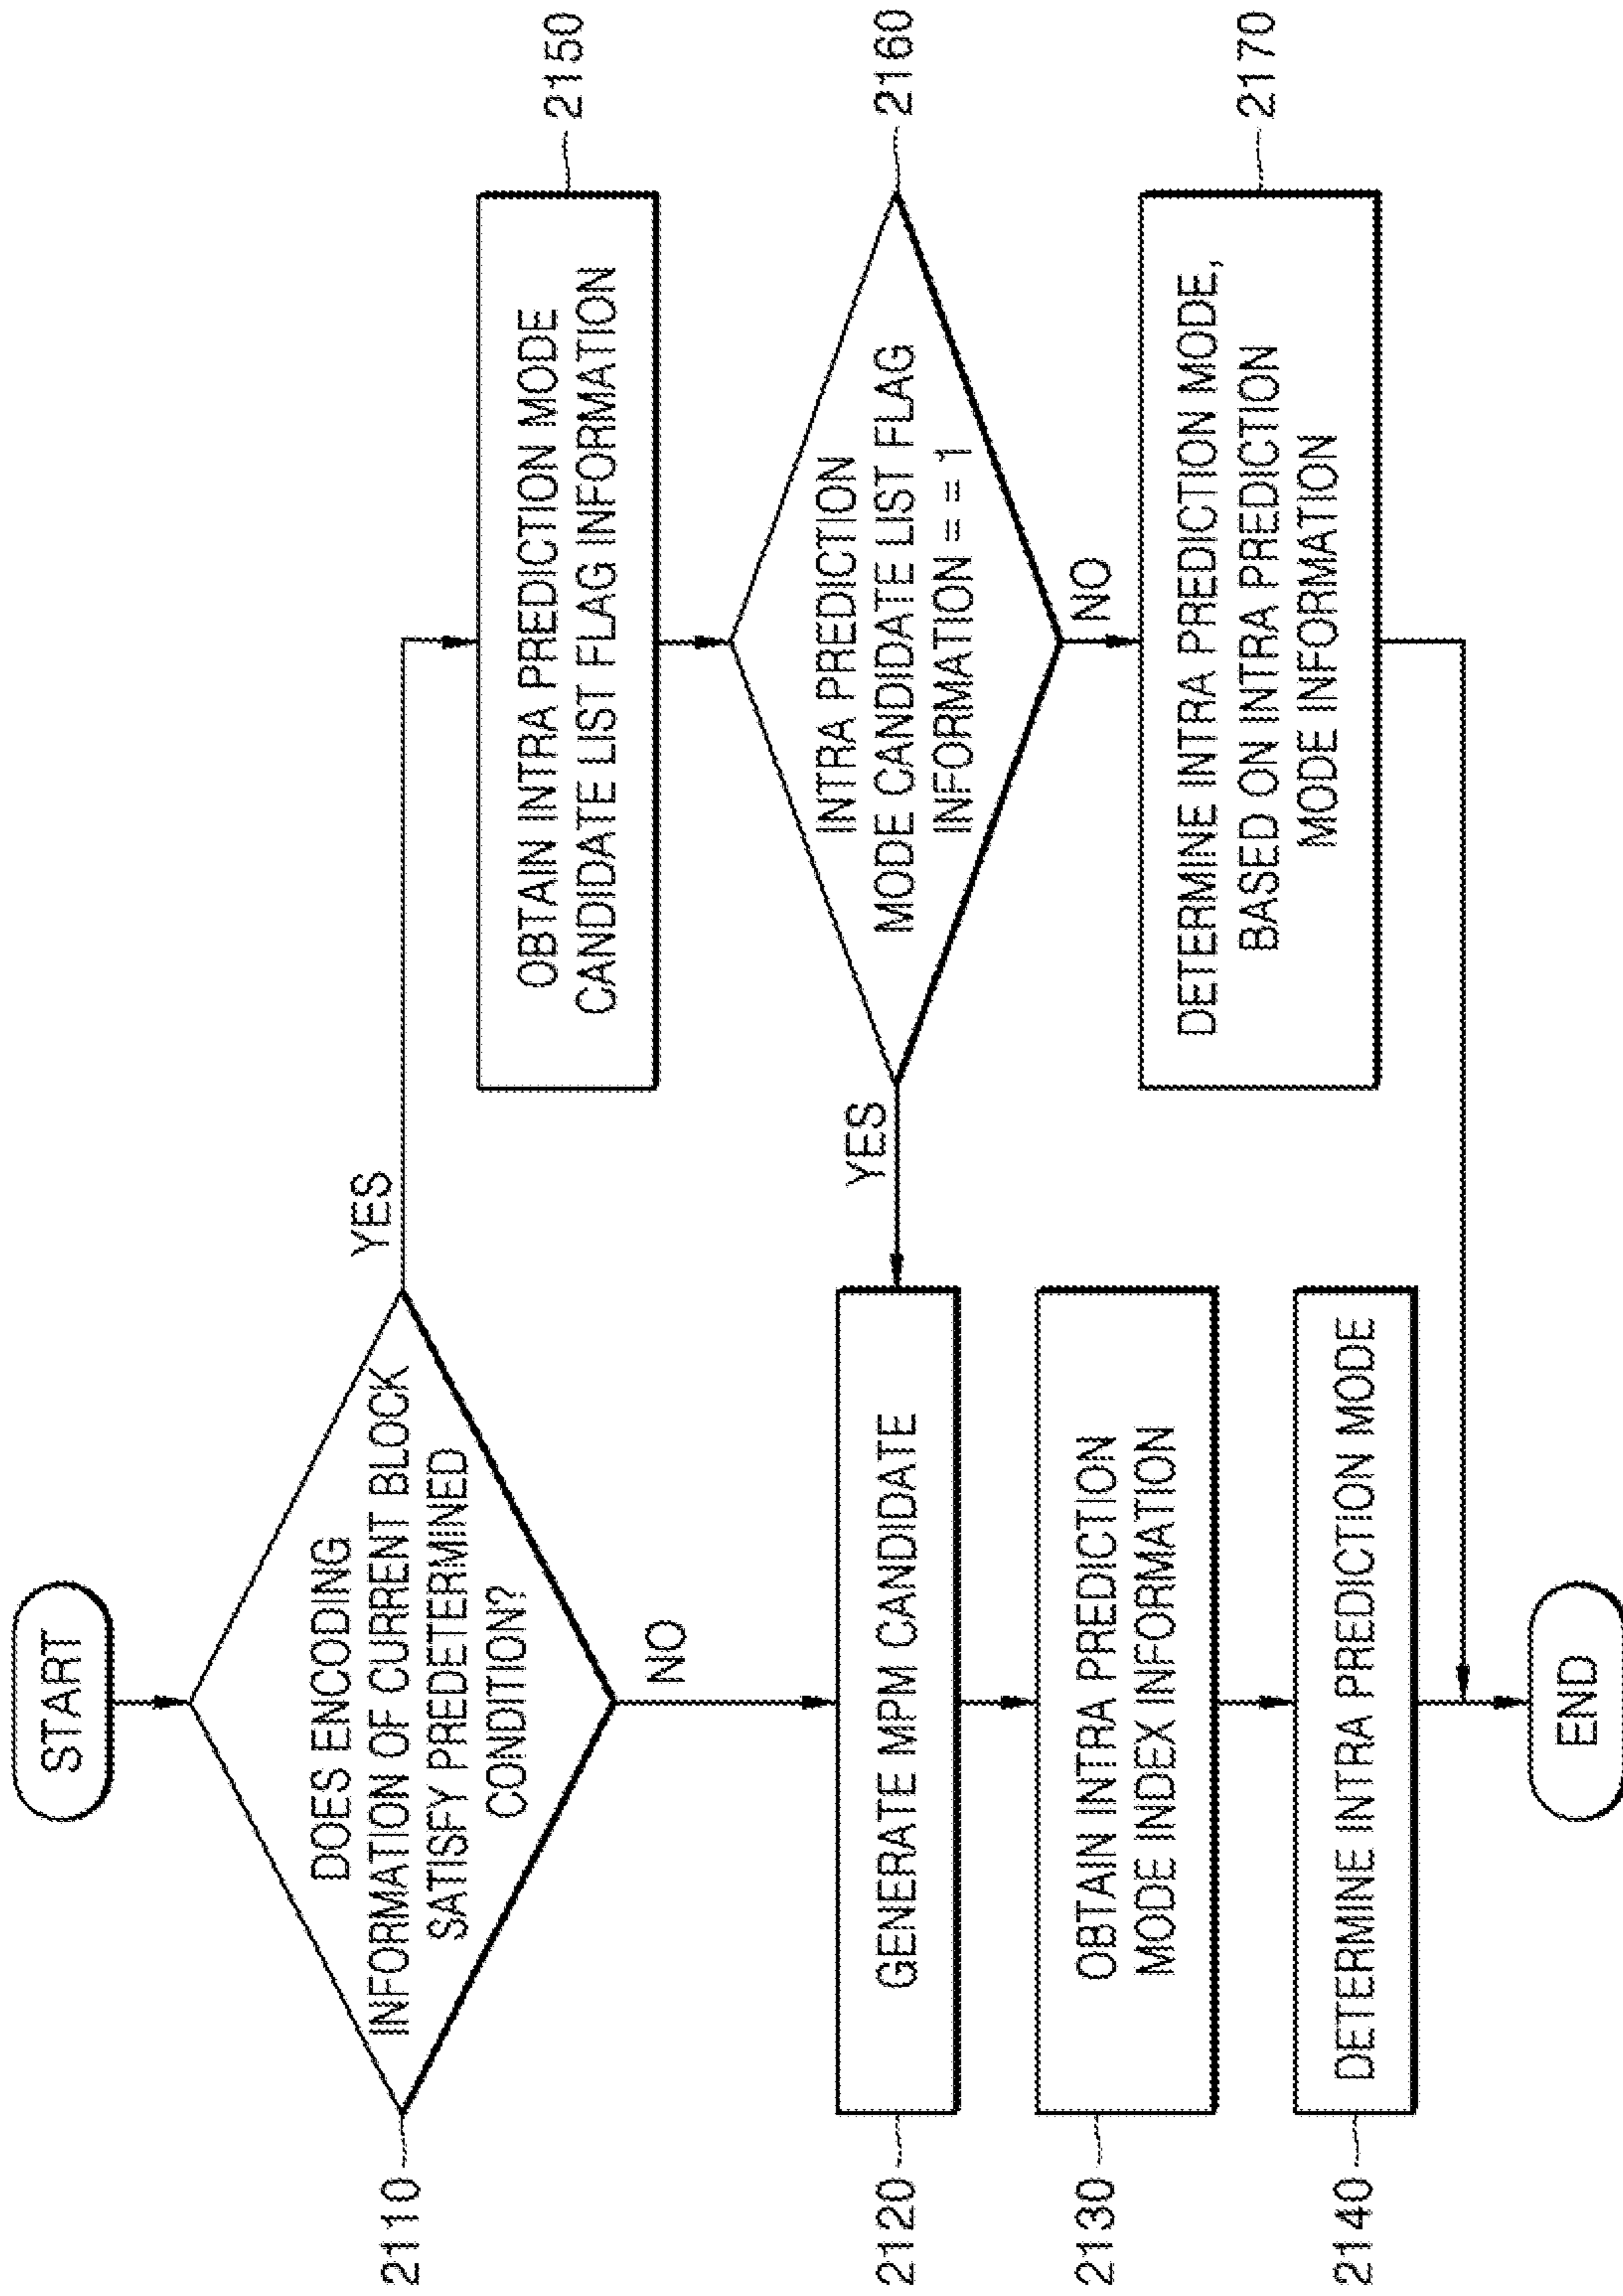 START
DOES ENCODING
INFORMATION OF CURRENT BLOCK
SATISFY PREDETERMINED
CONDITION?
2110
YES
NO
OBTAIN INTRA PREDICTION MODE
CANDIDATE LIST FLAG INFORMATION
2150
INTRA PREDICTION
MODE CANDIDATE LIST FLAG
INFORMATION = = 1
2160
YES
NO
GENERATE MPM CANDIDATE
2120
OBTAIN INTRA PREDICTION
MODE INDEX INFORMATION
2130
DETERMINE INTRA PREDICTION MODE,
BASED ON INTRA PREDICTION
MODE INFORMATION
2170
DETERMINE INTRA PREDICTION MODE
2140
END